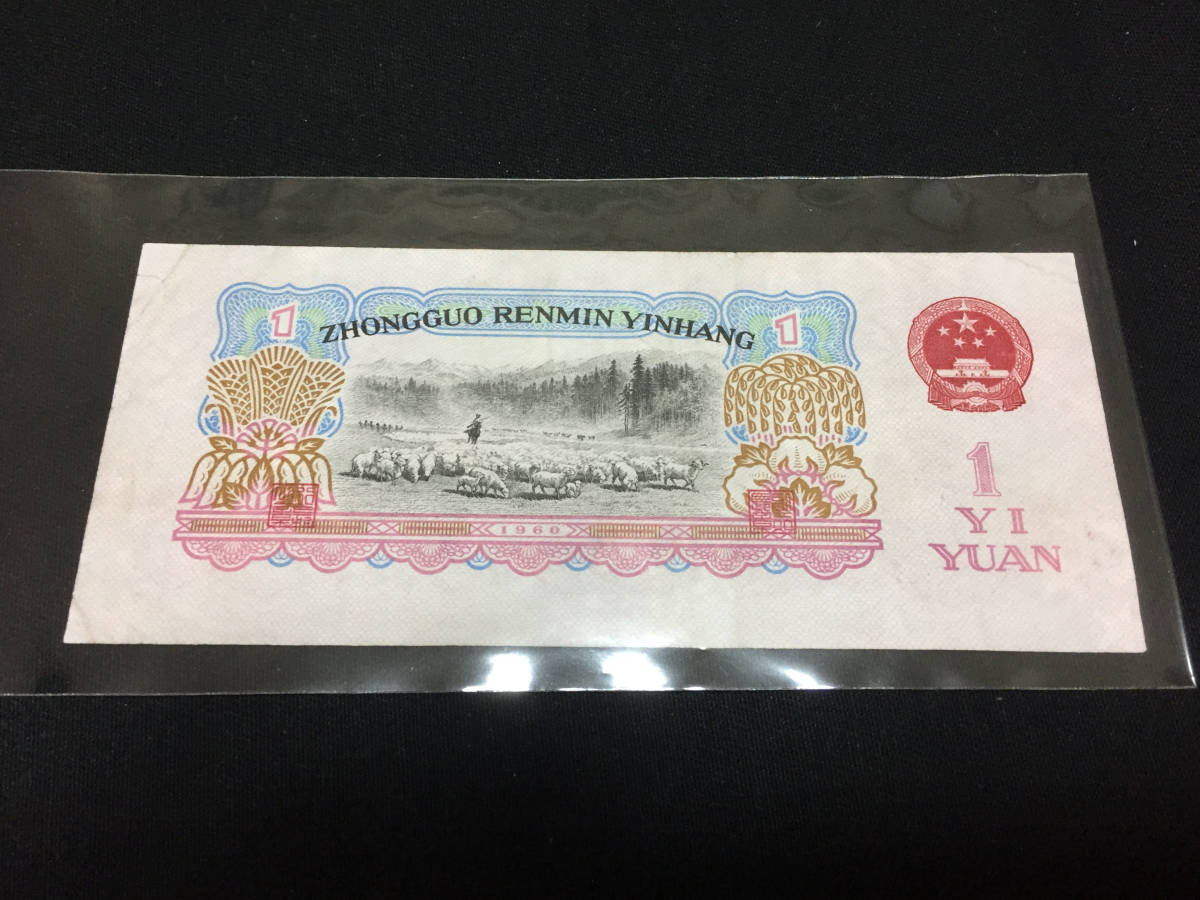 1
ZHONGGUO RENMIN YINHANG
1
1960
1
YI
YUAN